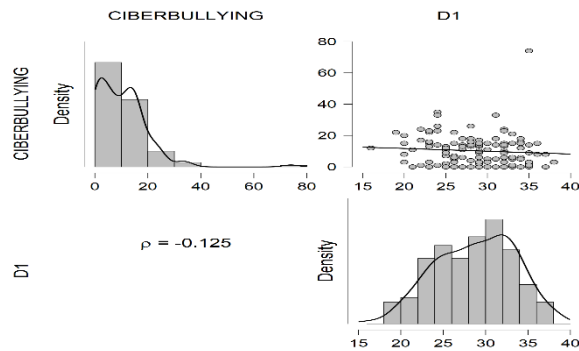 CIBERBULLYING D1
CIBERBULLYING
Density
80
60
40
20
0
0 20 40 60 80
15 20 25 30 35 40
D1
ρ = -0.125
Density
15 20 25 30 35 40